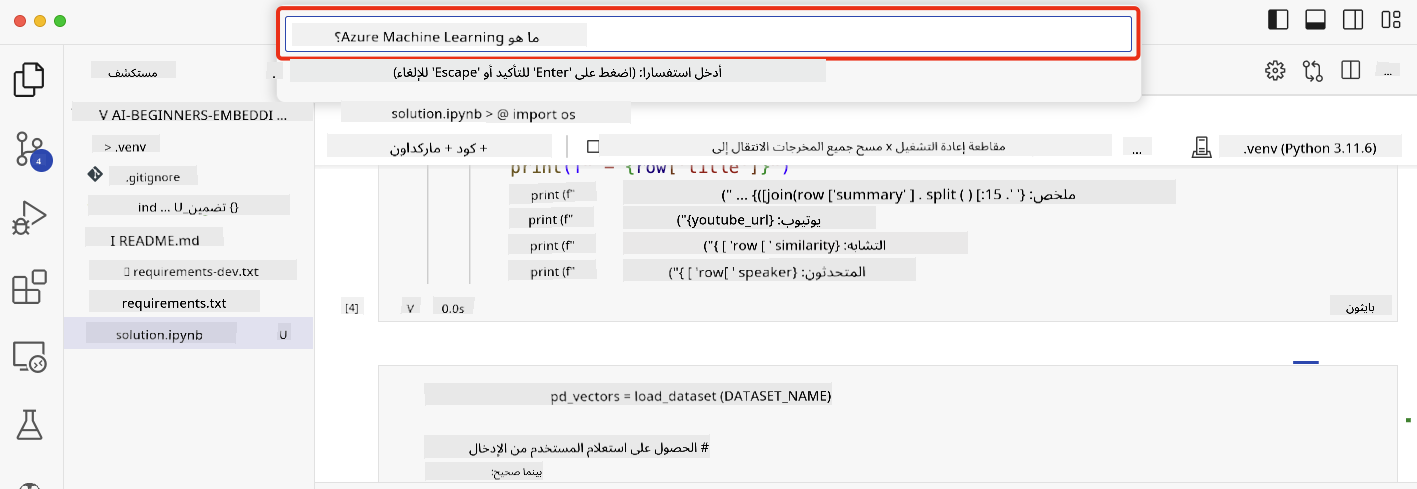 ما هو Azure Machine Learning؟
أدخل استفسارا: (اضغط على 'Enter' للتأكيد أو 'Escape' للإلغاء)
مستكشف
.
...
V AI-BEGINNERS-EMBEDDI ...
> .venv
.gitignore
{} تضمين_ind ... U
I README.md
requirements-dev.txt
requirements.txt
solution.ipynb
U
4
solution.ipynb > @ import os
+ كود + ماركداون
مقاطعة إعادة التشغيل x مسح جميع المخرجات الانتقال إلى
...
.venv (Python 3.11.6)
print(f" = {row['title']}")
print (f" ملخص: {' '.join(row ['summary' ] . split ( ) [:15])} ... ")
print (f" يوتيوب: {youtube_url}")
print (f" التشابه: {row [ ' similarity' ] }")
print (f" المتحدثون: {row[ ' speaker' ] }")
[4]
V
0.0s
بايثون
pd_vectors = load_dataset (DATASET_NAME)
# الحصول على استعلام المستخدم من الإدخال
بينما صحيح: